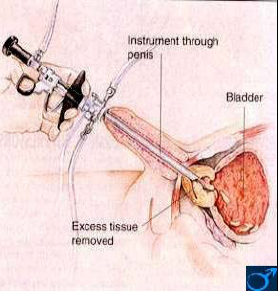 Instrument through
penis
Bladder
Excess tissue
removed